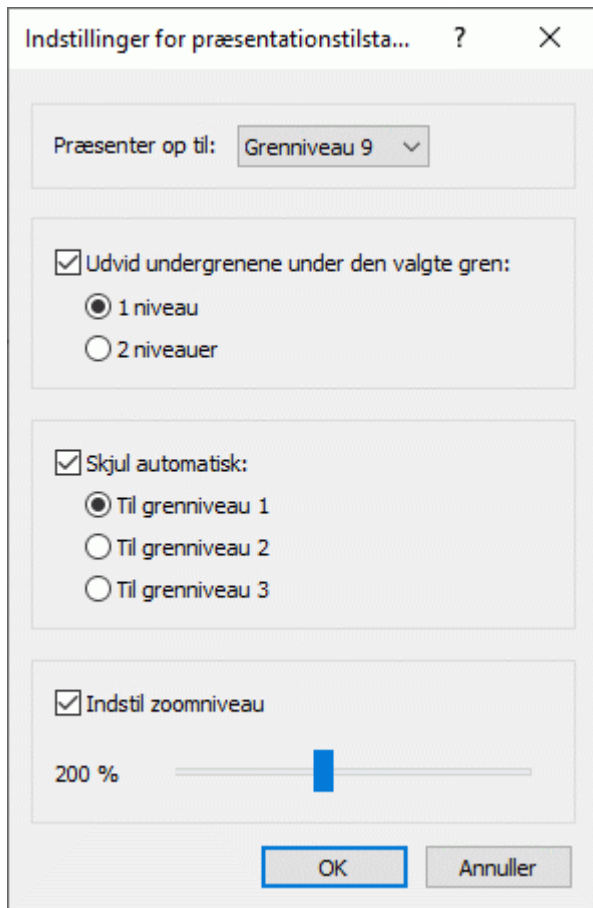 Indstillinger for præsentationstilsta... ?
Præsenter op til: Grenniveau 9
Udvid undergrenene under den valgte gren:
1 niveau
2 niveauer
Skjul automatisk:
Til grenniveau 1
Til grenniveau 2
Til grenniveau 3
Indstil zoomniveau
200 %
OK Annuller